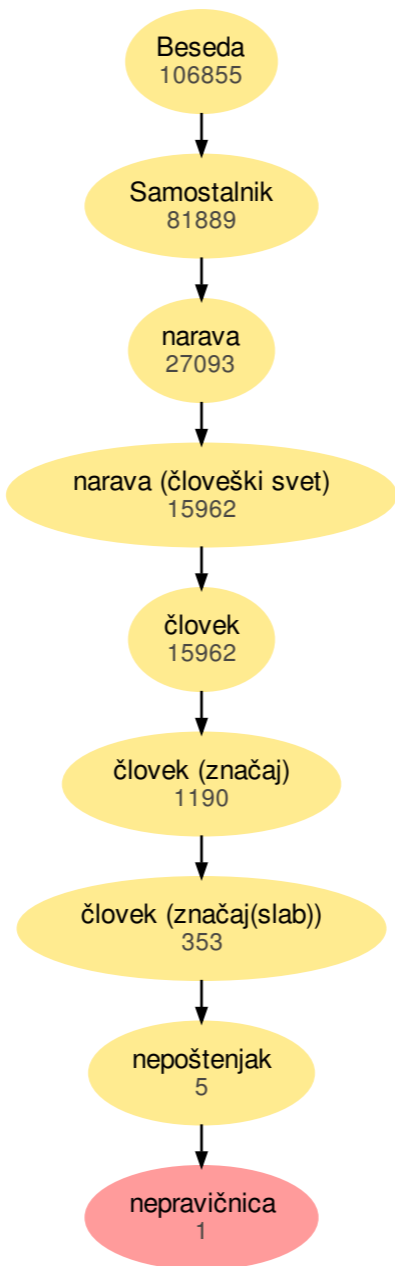 Beseda
106855
Samostalnik
81889
narava
27093
narava (človeški svet)
15962
človek
15962
človek (značaj)
1190
človek (značaj(slab))
353
nepoštenjak
5
nepravičnica
1